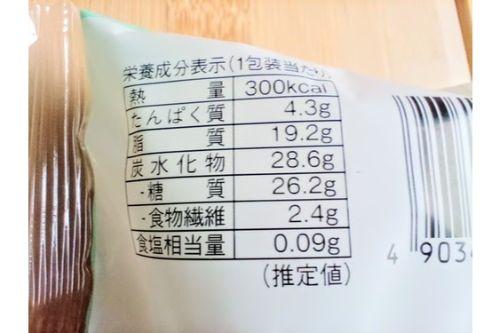 栄養成分表示(1包装当たり)
熱量 300kcal
たんぱく質 4.3g
脂質 19.2g
炭水化物 28.6g
-糖質 26.2g
-食物繊維 2.4g
食塩相当量 0.09g
(推定値)
4 903